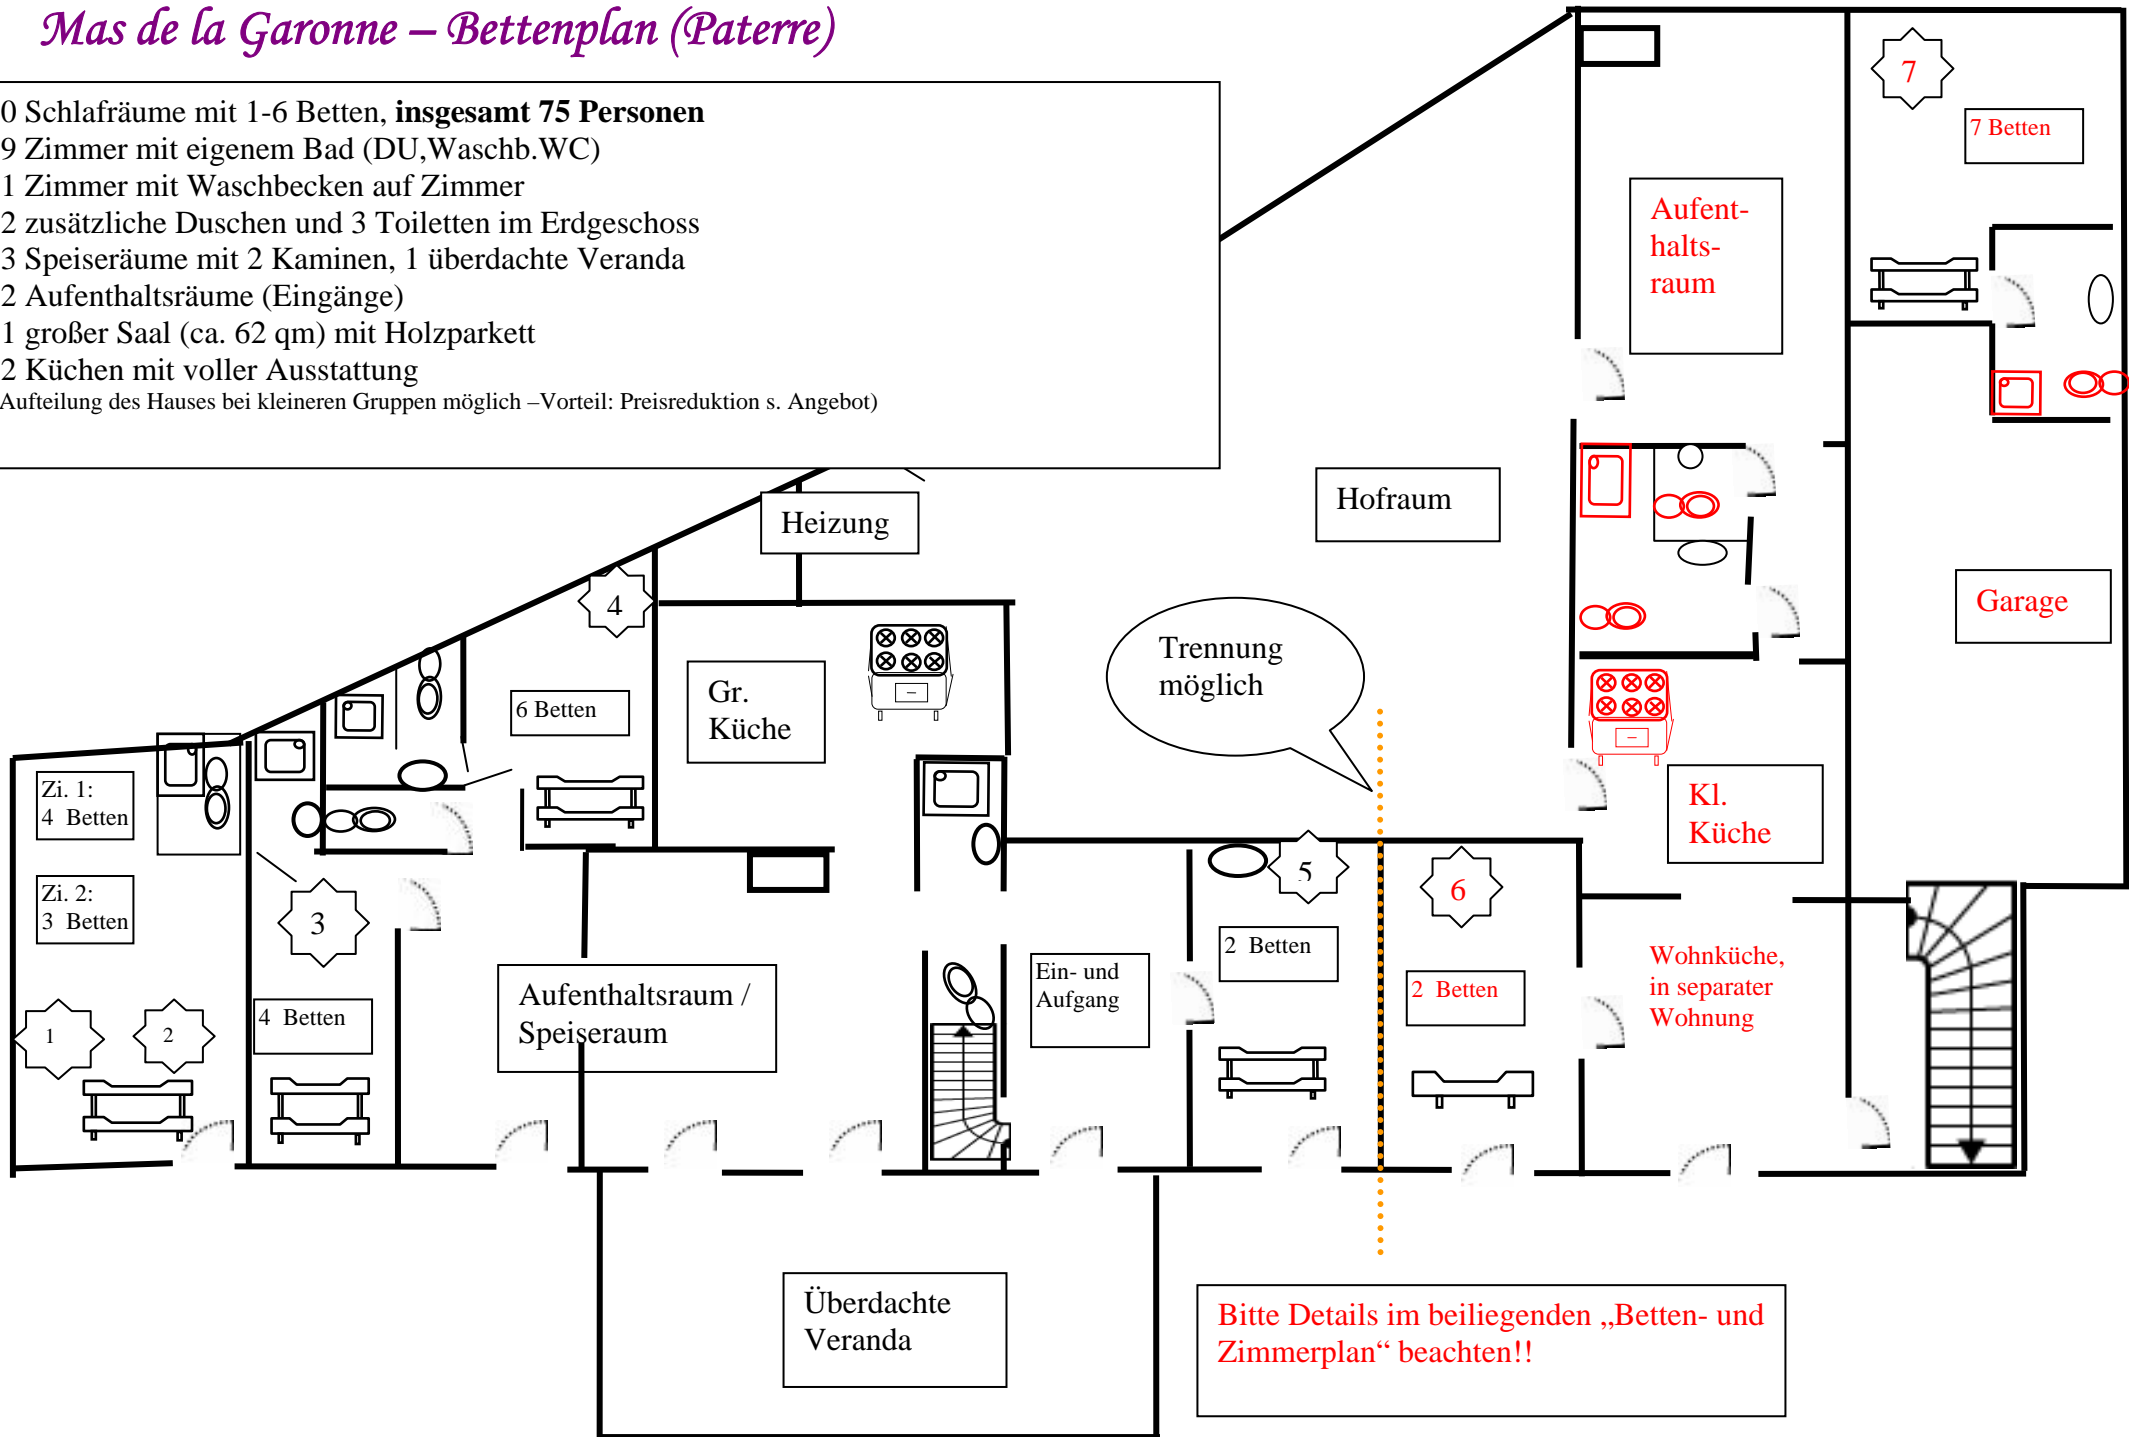 Mas de la Garonne – Bettenplan (Paterre)
0 Schlafräume mit 1-6 Betten, insgesamt 75 Personen
9 Zimmer mit eigenem Bad (DU,Waschb.WC)
1 Zimmer mit Waschbecken auf Zimmer
2 zusätzliche Duschen und 3 Toiletten im Erdgeschoss
3 Speiseräume mit 2 Kaminen, 1 überdachte Veranda
2 Aufenthaltsräume (Eingänge)
1 großer Saal (ca. 62 qm) mit Holzparkett
2 Küchen mit voller Ausstattung
Aufteilung des Hauses bei kleineren Gruppen möglich –Vorteil: Preisreduktion s. Angebot)
7
7 Betten
Aufent-
halts-
raum
Hofraum
Heizung
Garage
4
6 Betten
Gr.
Küche
Trennung
möglich
Kl.
Küche
Zi. 1:
4 Betten
Zi. 2:
3 Betten
3
5
6
2 Betten
2 Betten
Wohnküche,
in separater
Wohnung
Ein- und
Aufgang
Aufenthaltsraum /
Speiseraum
1
2
4 Betten
Überdachte
Veranda
Bitte Details im beiliegenden „Betten- und
Zimmerplan“ beachten!!